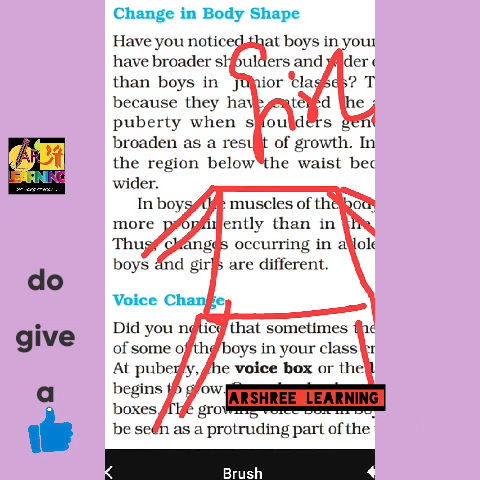 Change in Body Shape
Have you noticed that boys in your
have broader shoulders and wider
than boys in junior classes?
because they have entered the
puberty when shoulders
broaden as a result of growth. In
the region below the waist
wider.
In boys, the muscles of the body
more prominently than in the
Thus, changes occurring in
boys and girls are different.
Voice Change
Did you notice that sometimes the
of some of the boys in your class
At puberty, the voice box or the
begins to grow.
boxes. The growing voice box in
be seen as a protruding part of the
ARSHREE LEARNING
LEARNING
do
give
a
Brush